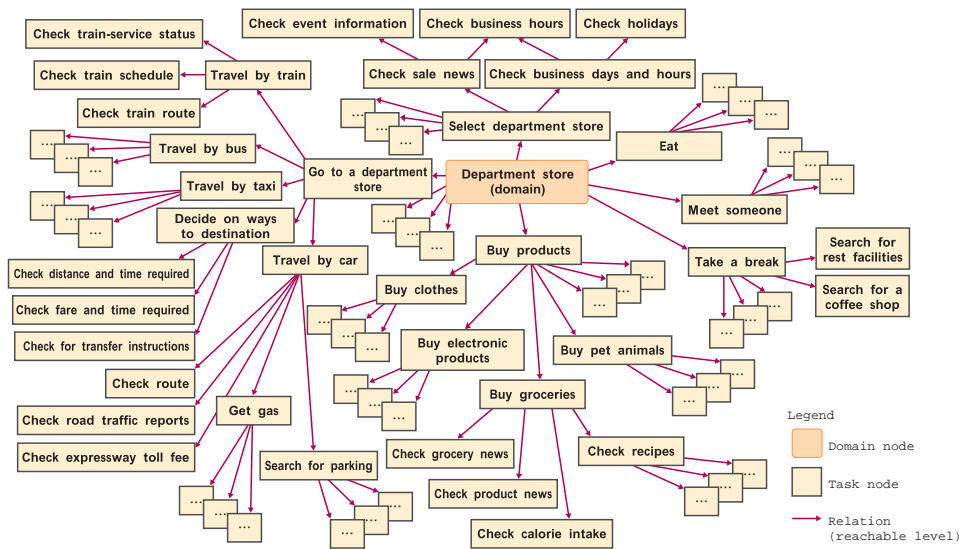 Check event information
Check business hours
Check holidays
Check train-service status
Check train schedule
Travel by train
Check sale news
Check business days and hours
Check train route
...
...
...
Select department store
...
...
...
Eat
Travel by bus
...
...
...
Go to a department
store
Department store
(domain)
...
...
...
Travel by taxi
...
...
...
Meet someone
Decide on ways
to destination
...
...
...
Travel by car
Buy products
Take a break
Search for
rest facilities
Search for a
coffee shop
Check distance and time required
Check fare and time required
Check for transfer instructions
Buy clothes
...
...
...
...
...
...
...
...
...
Buy electronic
products
Buy pet animals
...
...
...
Check route
Check road traffic reports
Check expressway toll fee
Get gas
...
...
...
Buy groceries
Search for parking
Check grocery news
Check recipes
Check product news
Check calorie intake
...
...
...
...
...
...
...
...
...
Legend
Domain node
Task node
Relation
(reachable level)